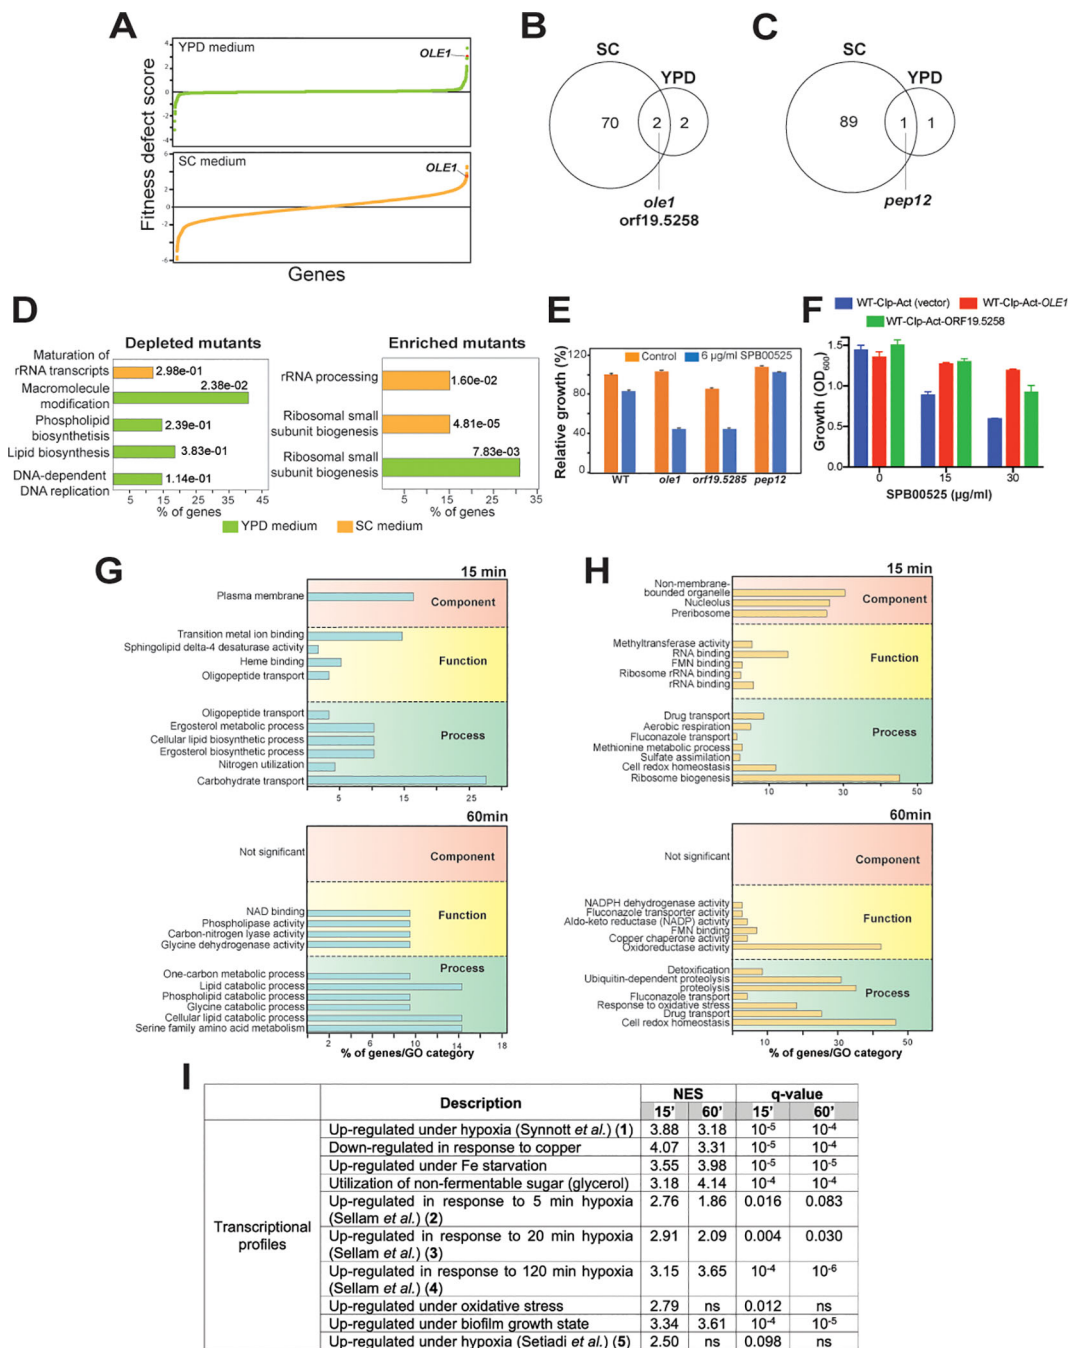 A
YPD medium
OLE1
4
2
0
-2
-4
SC medium
OLE1
6
0
-6
Fitness defect score
Genes
B
SC
YPD
70
2
2
ole1
orf19.5258
C
SC
YPD
89
1
1
pep12
D
Depleted mutants
Maturation of
rRNA transcripts
2.98e-01
Macromolecule
modification
2.38e-02
Phospholipid
biosynthetisis
2.39e-01
Lipid biosynthesis
3.83e-01
DNA-dependent
DNA replication
1.14e-01
5 15 25 35 45
% of genes
Enriched mutants
rRNA processing
1.60e-02
Ribosomal small
subunit biogenesis
4.81e-05
Ribosomal small
subunit biogenesis
7.83e-03
5 15 25 35
% of genes
YPD medium
SC medium
E
Control
6 µg/ml SPB00525
Relative growth (%)
120
80
40
0
WT ole1 orf19.5285 pep12
F
WT-Clp-Act (vector)
WT-Clp-Act-OLE1
WT-Clp-Act-ORF19.5258
Growth (OD600)
1.5
1.0
0.5
0.0
0 15 30
SPB00525 (µg/ml)
G
15 min
Plasma membrane
Component
Transition metal ion binding
Sphingolipid delta-4 desaturase activity
Heme binding
Oligopeptide transport
Function
Oligopeptide transport
Ergosterol metabolic process
Cellular lipid biosynthetic process
Ergosterol biosynthetic process
Nitrogen utilization
Carbohydrate transport
Process
5 15 25
60min
Not significant
Component
NAD binding
Phospholipase activity
Carbon-nitrogen lyase activity
Glycine dehydrogenase activity
Function
One-carbon metabolic process
Lipid catabolic process
Phospholipid catabolic process
Glycine catabolic process
Cellular lipid catabolic process
Serine family amino acid metabolism
Process
2 6 10 14 18
% of genes/GO category
H
15 min
Non-membrane-
bounded organelle
Nucleolus
Preribosome
Component
Methyltransferase activity
RNA binding
FMN binding
Ribosome rRNA binding
rRNA binding
Function
Drug transport
Aerobic respiration
Fluconazole transport
Methionine metabolic process
Sulfate assimilation
Cell redox homeostasis
Ribosome biogenesis
Process
10 30 50
60min
Not significant
Component
NADPH dehydrogenase activity
Fluconazole transporter activity
Aldo-keto reductase (NADP) activity
FMN binding
Copper chaperone activity
Oxidoreductase activity
Function
Detoxification
Ubiquitin-dependent proteolysis
proteolysis
Fluconazole transport
Response to oxidative stress
Drug transport
Cell redox homeostasis
Process
10 30 50
% of genes/GO category
I
Description NES q-value
15' 60' 15' 60'
Transcriptional
profiles
Up-regulated under hypoxia (Synnott et al.) (1) 3.88 3.18 10-5 10-4
Down-regulated in response to copper 4.07 3.31 10-5 10-4
Up-regulated under Fe starvation 3.55 3.98 10-5 10-5
Utilization of non-fermentable sugar (glycerol) 3.18 4.14 10-4 10-4
Up-regulated in response to 5 min hypoxia
(Sellam et al.) (2) 2.76 1.86 0.016 0.083
Up-regulated in response to 20 min hypoxia
(Sellam et al.) (3) 2.91 2.09 0.004 0.030
Up-regulated in response to 120 min hypoxia
(Sellam et al.) (4) 3.15 3.65 10-4 10-6
Up-regulated under oxidative stress 2.79 ns 0.012 ns
Up-regulated under biofilm growth state 3.34 3.61 10-4 10-5
Up-regulated under hypoxia (Setiadi et al.) (5) 2.50 ns 0.098 ns